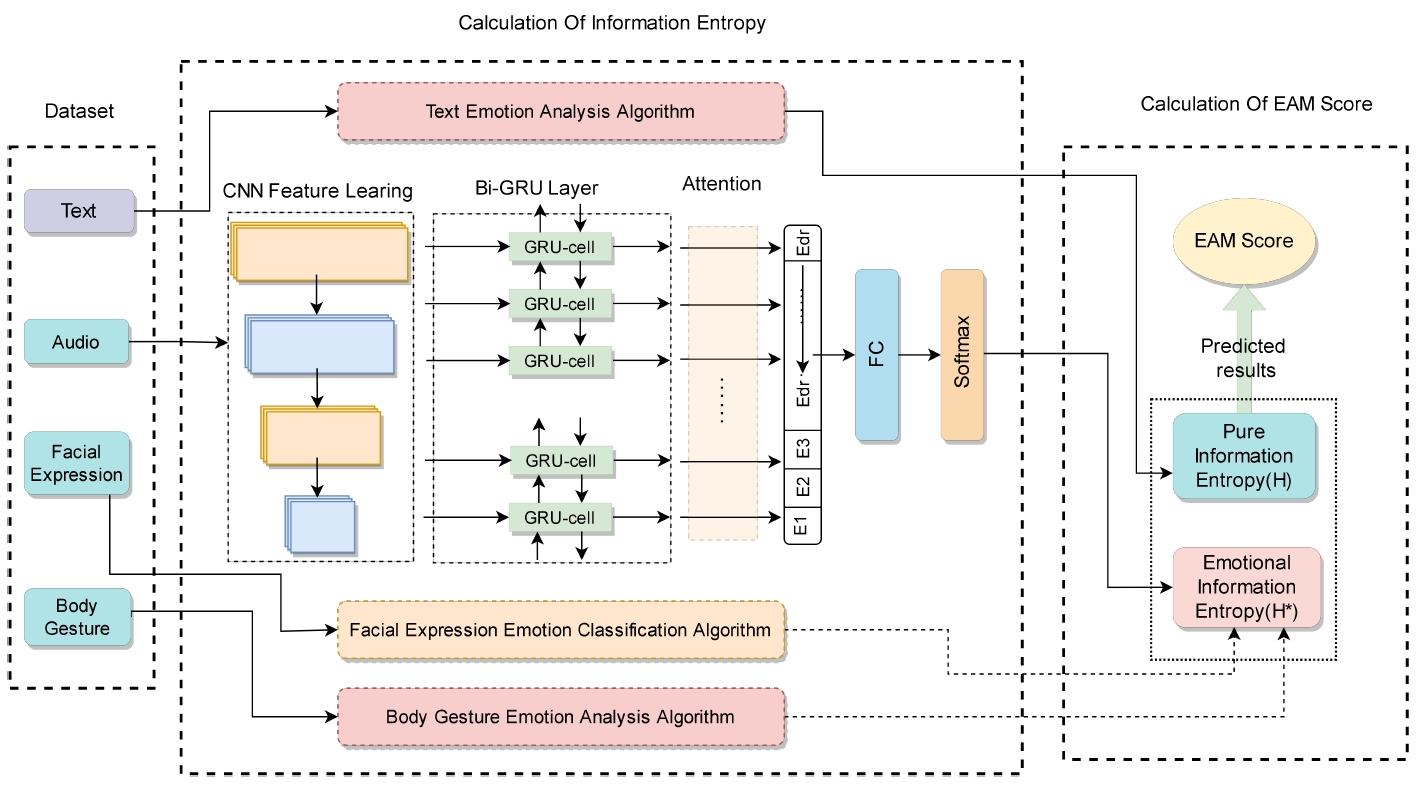 Calculation Of Information Entropy
Dataset
Calculation Of EAM Score
Text Emotion Analysis Algorithm
Text
CNN Feature Learing
Bi-GRU Layer
Attention
Edr
GRU-cell
EAM Score
GRU-cell
Audio
GRU-cell
FC
Softmax
Predicted
results
Edr
Facial
Expression
GRU-cell
E3
Pure
Information
Entropy(H)
E2
GRU-cell
E1
Body
Gesture
Emotional
Information
Entropy(H*)
Facial Expression Emotion Classification Algorithm
Body Gesture Emotion Analysis Algorithm